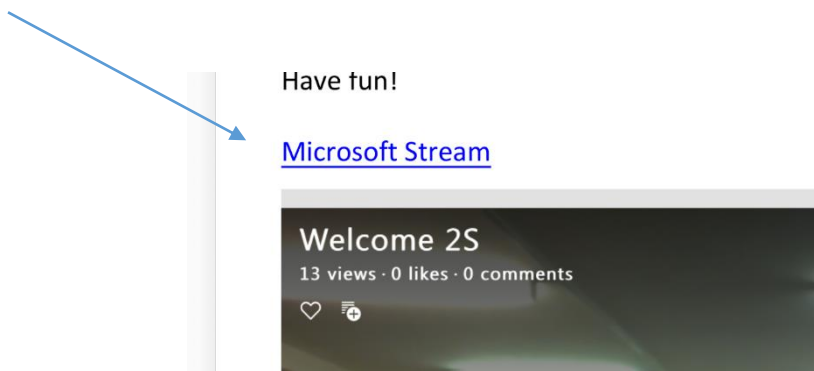 Have fun!
Microsoft Stream
Welcome 2S
13 views · 0 likes · 0 comments